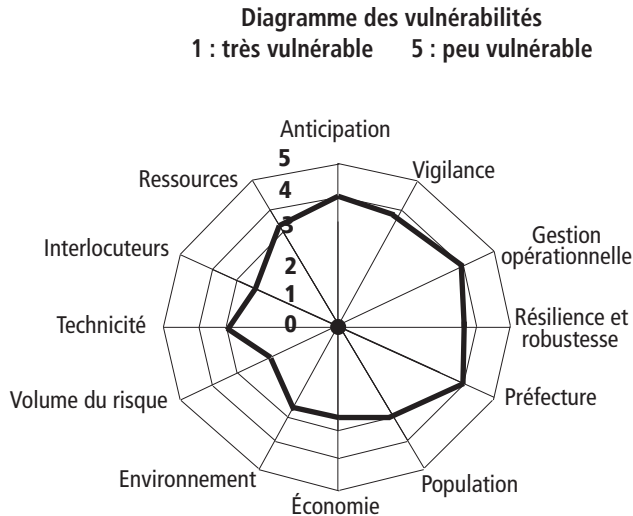 Diagramme des vulnérabilités
1 : très vulnérable 5 : peu vulnérable
Anticipation
Vigilance
Gestion
opérationnelle
Résilience et
robustesse
Préfecture
Population
Économie
Environnement
Volume du risque
Technicité
Interlocuteurs
Ressources
5
4
3
2
1
0